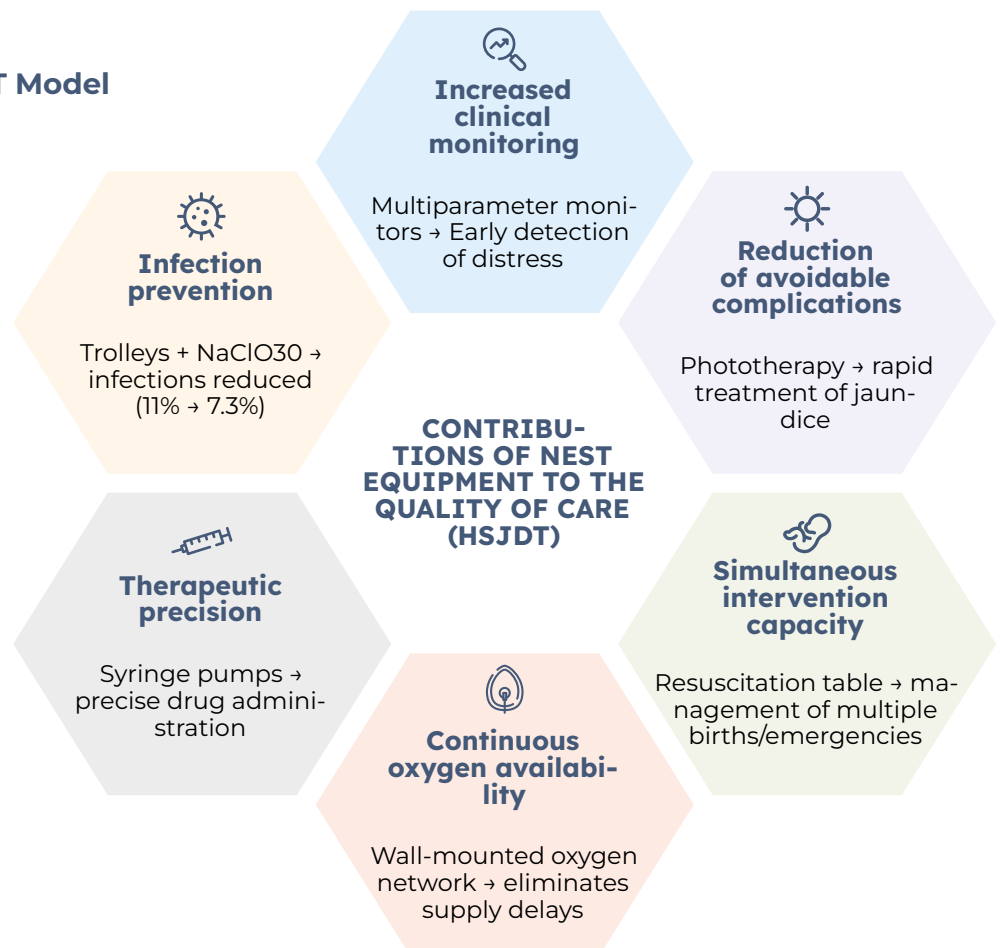 T Model
Increased
clinical
monitoring
Multiparameter moni-
tors → Early detection
of distress
Infection
prevention
Trolleys + NaClO30 →
infections reduced
(11% → 7.3%)
Reduction
of avoidable
complications
Phototherapy → rapid
treatment of jaun-
dice
CONTRIBU-
TIONS OF NEST
EQUIPMENT TO THE
QUALITY OF CARE
(HSJDT)
Therapeutic
precision
Syringe pumps →
precise drug admini-
stration
Simultaneous
intervention
capacity
Resuscitation table → ma-
nagement of multiple
births/emergencies
Continuous
oxygen availabi-
lity
Wall-mounted oxygen
network → eliminates
supply delays